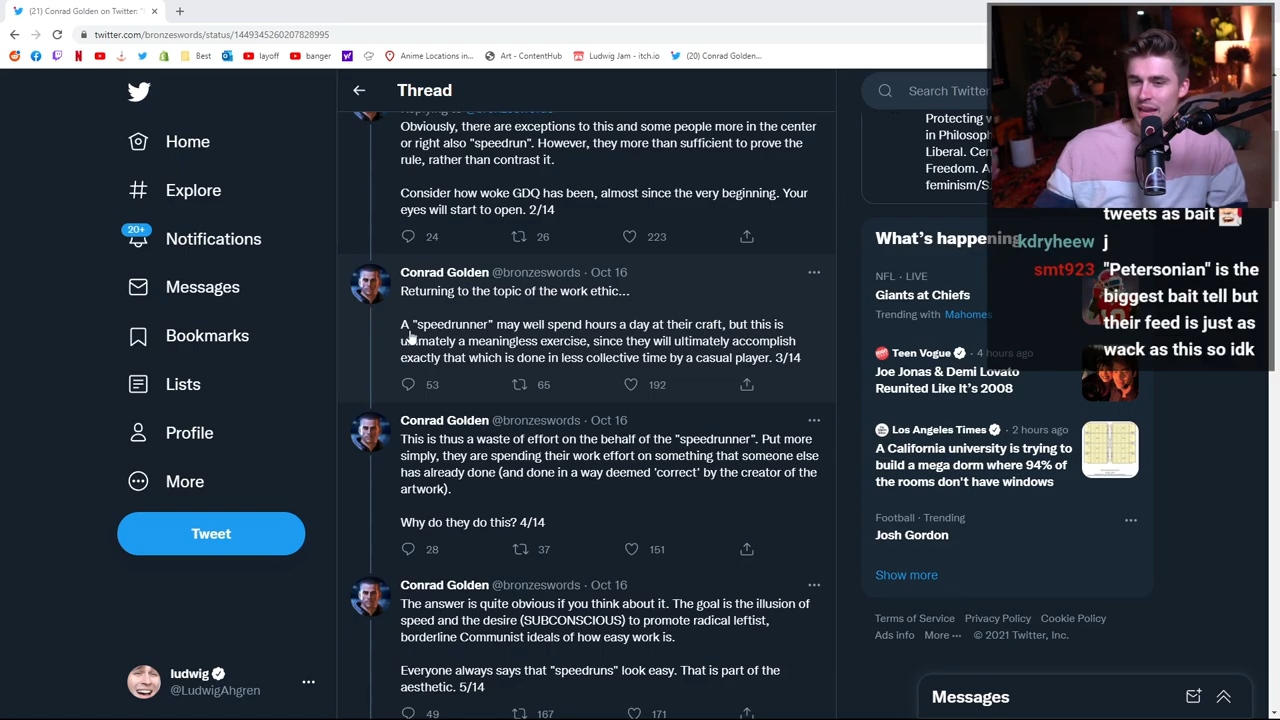 (21) Conrad Golden on Twitter: "
twitter.com/bronzeswords/status/1449345260207828995
Best
layoff
banger
Anime Locations in...
Art - ContentHub
Ludwig Jam - itch.io
(20) Conrad Golden...
Home
Explore
20+
Notifications
Messages
Bookmarks
Lists
Profile
More
Tweet
ludwig
@LudwigAhgren
Thread
Obviously, there are exceptions to this and some people more in the center
or right also "speedrun". However, they more than sufficient to prove the
rule, rather than contrast it.
Consider how woke GDQ has been, almost since the very beginning. Your
eyes will start to open. 2/14
24 26 223
Conrad Golden @bronzeswords · Oct 16
Returning to the topic of the work ethic...
A "speedrunner" may well spend hours a day at their craft, but this is
ultimately a meaningless exercise, since they will ultimately accomplish
exactly that which is done in less collective time by a casual player. 3/14
53 65 192
Conrad Golden @bronzeswords · Oct 16
This is thus a waste of effort on the behalf of the "speedrunner". Put more
simply, they are spending their work effort on something that someone else
has already done (and done in a way deemed 'correct' by the creator of the
artwork).
Why do they do this? 4/14
28 37 151
Conrad Golden @bronzeswords · Oct 16
The answer is quite obvious if you think about it. The goal is the illusion of
speed and the desire (SUBCONSCIOUS) to promote radical leftist,
borderline Communist ideals of how easy work is.
Everyone always says that "speedruns" look easy. That is part of the
aesthetic. 5/14
49 167 171
Search Twitter
Protecting
in Philosoph
Liberal. Cen
Freedom. A
feminism/S
What's happening
NFL · LIVE
Giants at Chiefs
Trending with Mahomes
Teen Vogue · 4 hours ago
Joe Jonas & Demi Lovato
Reunited Like It's 2008
Los Angeles Times · 2 hours ago
A California university is trying to
build a mega dorm where 94% of
the rooms don't have windows
Football · Trending
Josh Gordon
Show more
Terms of Service Privacy Policy Cookie Policy
Ads info More © 2021 Twitter, Inc.
Messages
tweets as bait
kdryheew j
smt923 "Petersonian" is the
biggest bait tell but
their feed is just as
wack as this so idk